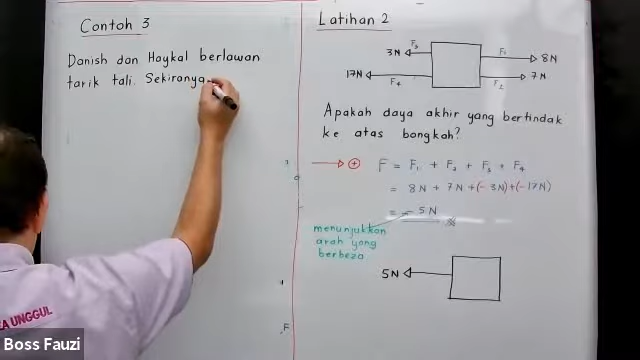 Contoh 3
Danish dan Haykal berlawan
tarik tali. Sekiranya
Latihan 2
3N
F₃
F₁
8N
17N
F₄
F₂
7N
Apakah daya akhir yang bertindak
ke atas bongkah?
F = F₁ + F₂ + F₃ + F₄
= 8N + 7N + (- 3N) + (- 17N)
= - 5N
menunjukkan
arah yang
berbeza
5N
UNGGUL
Boss Fauzi